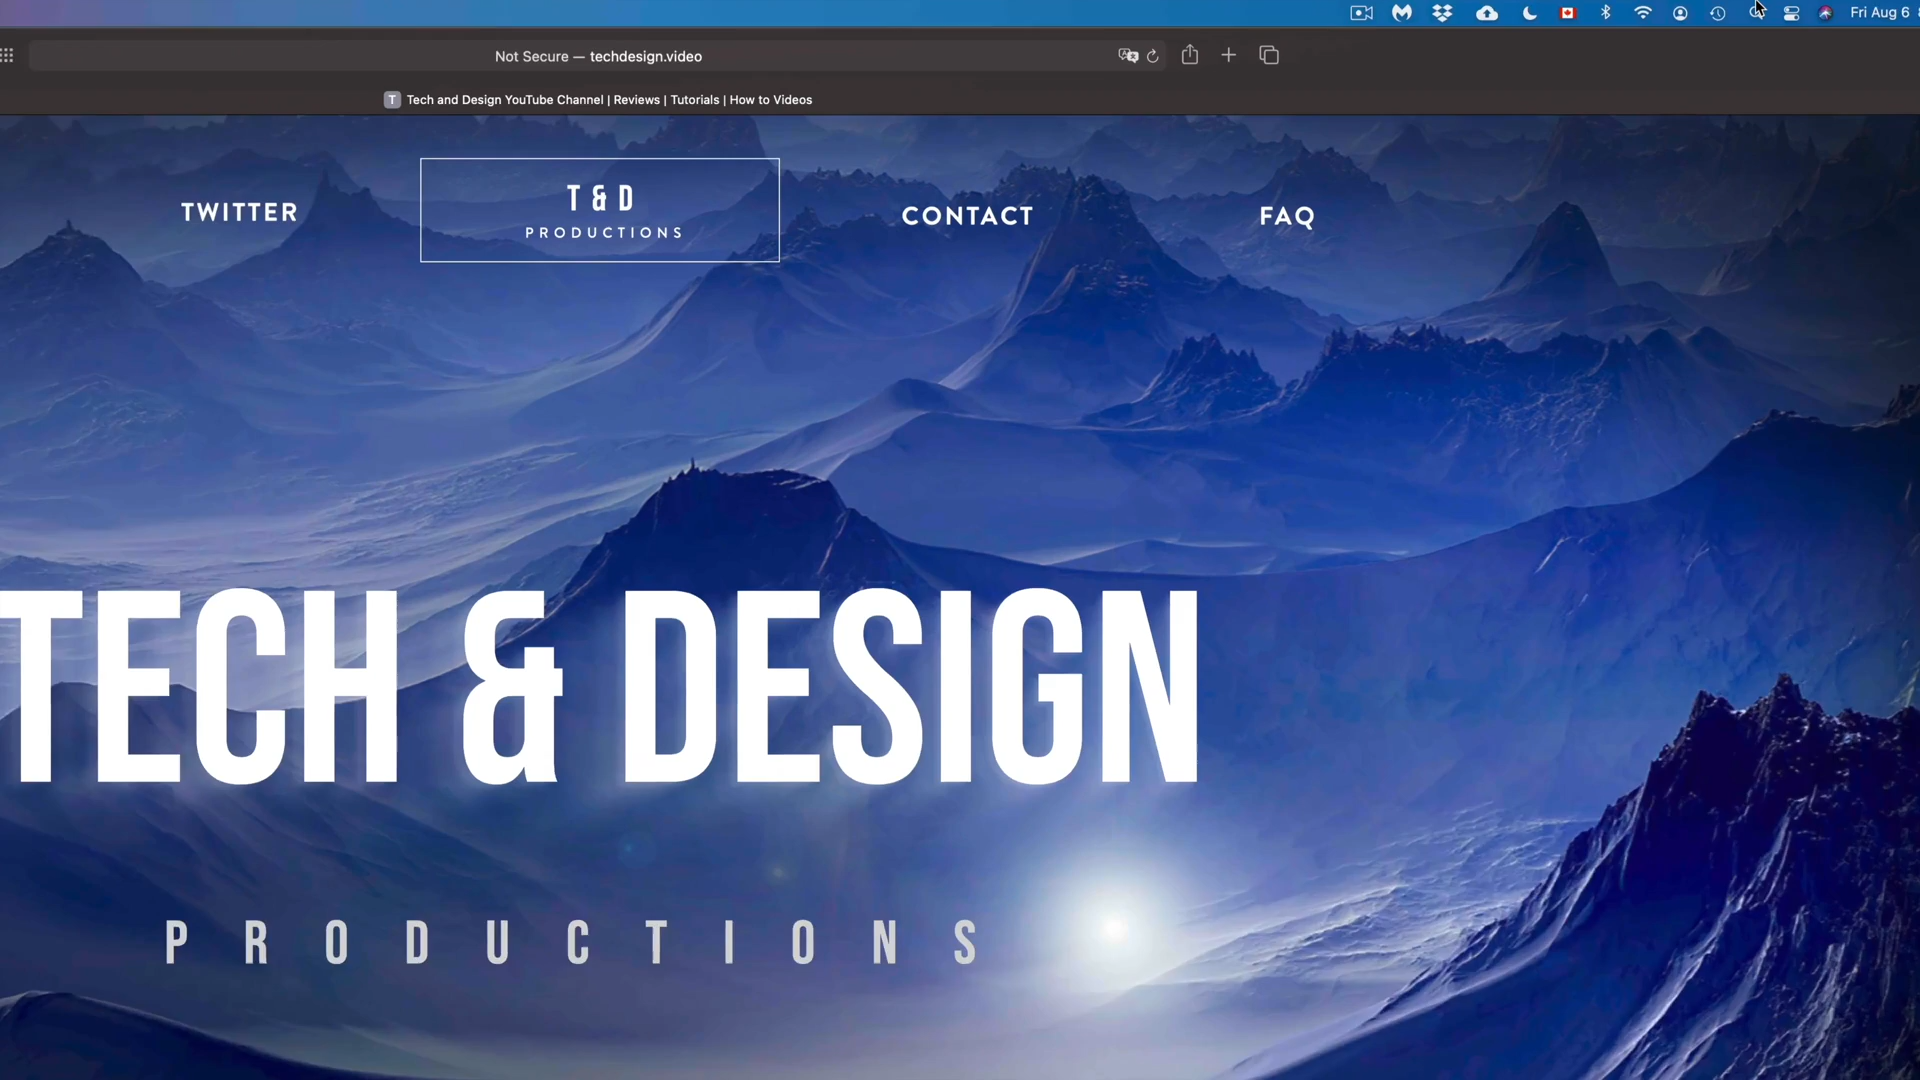 Fri Aug 6
Not Secure — techdesign.video
T Tech and Design YouTube Channel | Reviews | Tutorials | How to Videos
TWITTER
T & D
PRODUCTIONS
CONTACT
FAQ
TECH & DESIGN
PRODUCTIONS